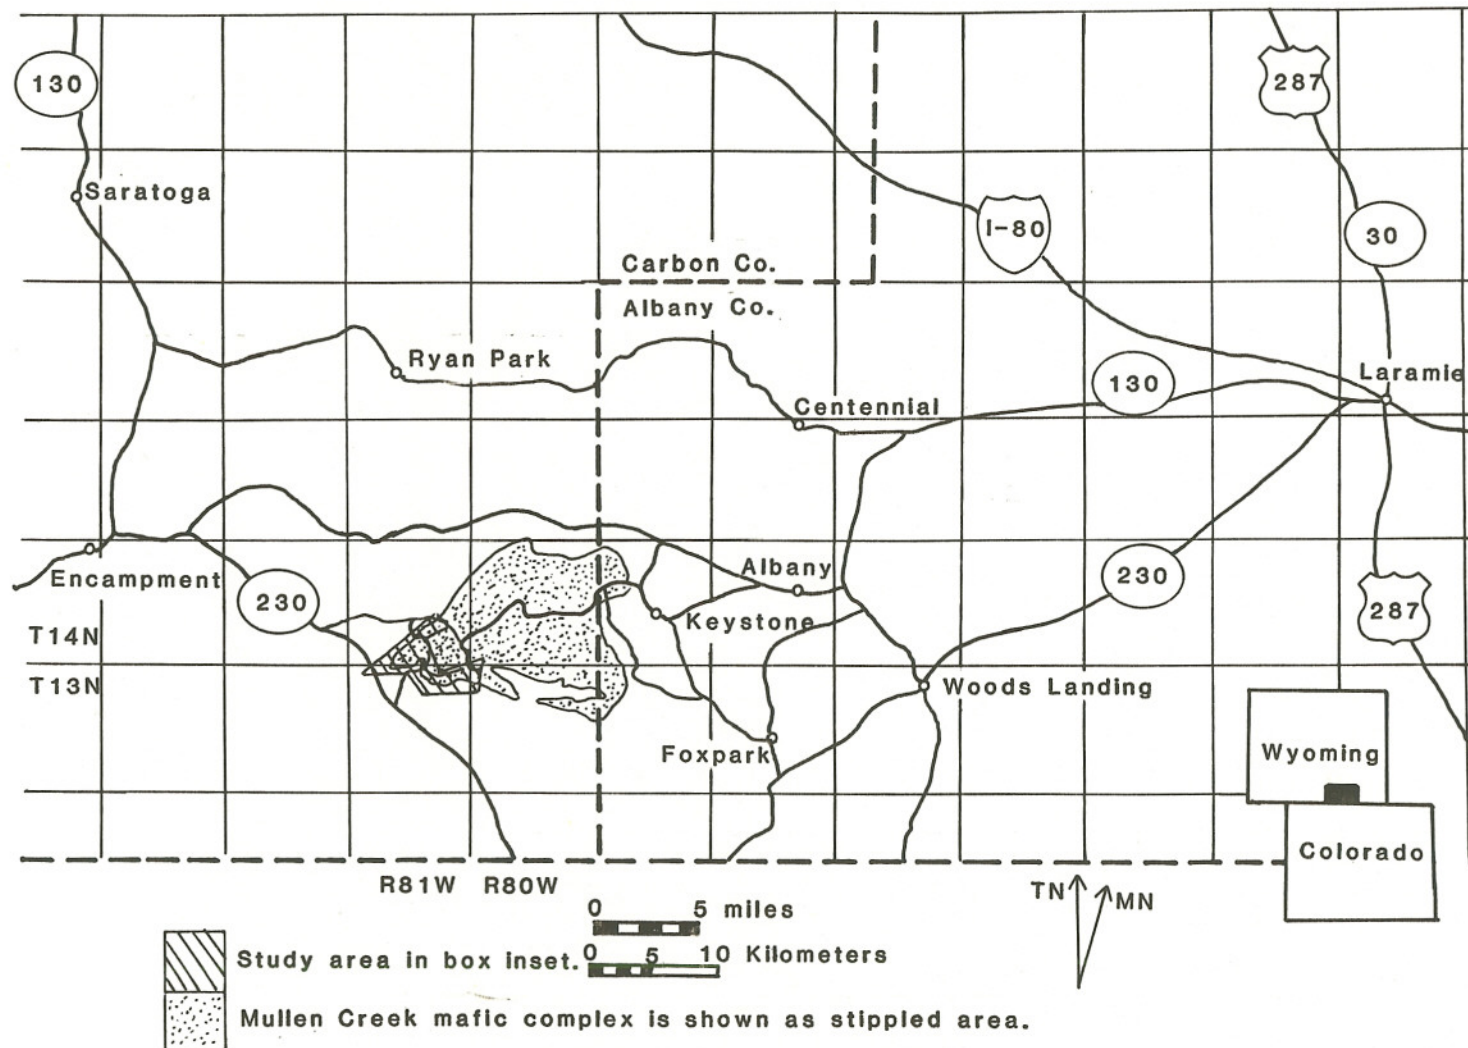 130
287
Saratoga
I-80
30
Carbon Co.
Albany Co.
Ryan Park
Laramie
130
Centennial
Encampment
Albany
230
230
Keystone
287
T14N
T13N
Woods Landing
Foxpark
Wyoming
Colorado
R81W R80W
TN MN
0 5 miles
0 5 10 Kilometers
Study area in box inset.
Mullen Creek mafic complex is shown as stippled area.